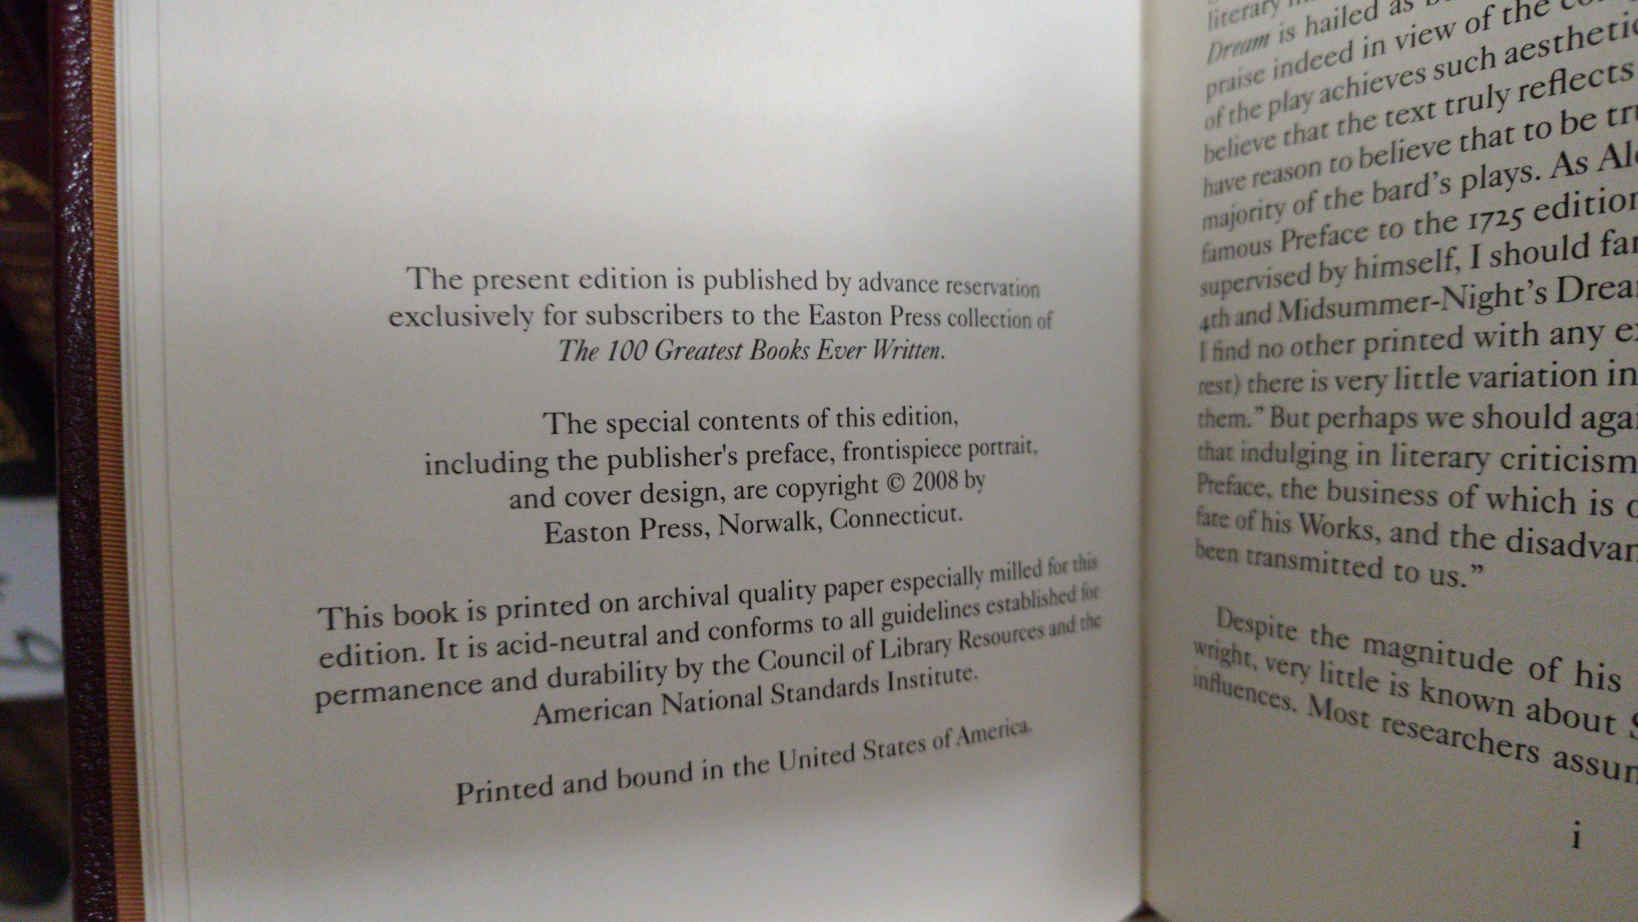 The present edition is published by advance reservation
exclusively for subscribers to the Easton Press collection of
The 100 Greatest Books Ever Written.
The special contents of this edition,
including the publisher's preface, frontispiece portrait,
and cover design, are copyright © 2008 by
Easton Press, Norwalk, Connecticut.
This book is printed on archival quality paper especially milled for this
edition. It is acid-neutral and conforms to all guidelines established for
permanence and durability by the Council of Library Resources and the
American National Standards Institute.
Printed and bound in the United States of America.
literary
Dream is hailed as
praise indeed in view of the
of the play achieves such
believe that the text truly reflects
have reason to believe that to be
majority of the bard's plays. As
famous Preface to the 1725
supervised by himself, I should
4th and Midsummer-Night's
I find no other printed with any
rest) there is very little variation in
them." But perhaps we should
that indulging in literary criticism
Preface, the business of which is
fate of his Works, and the
been transmitted to us."
Despite the magnitude of his
wright, very little is known about
influences. Most researchers
i